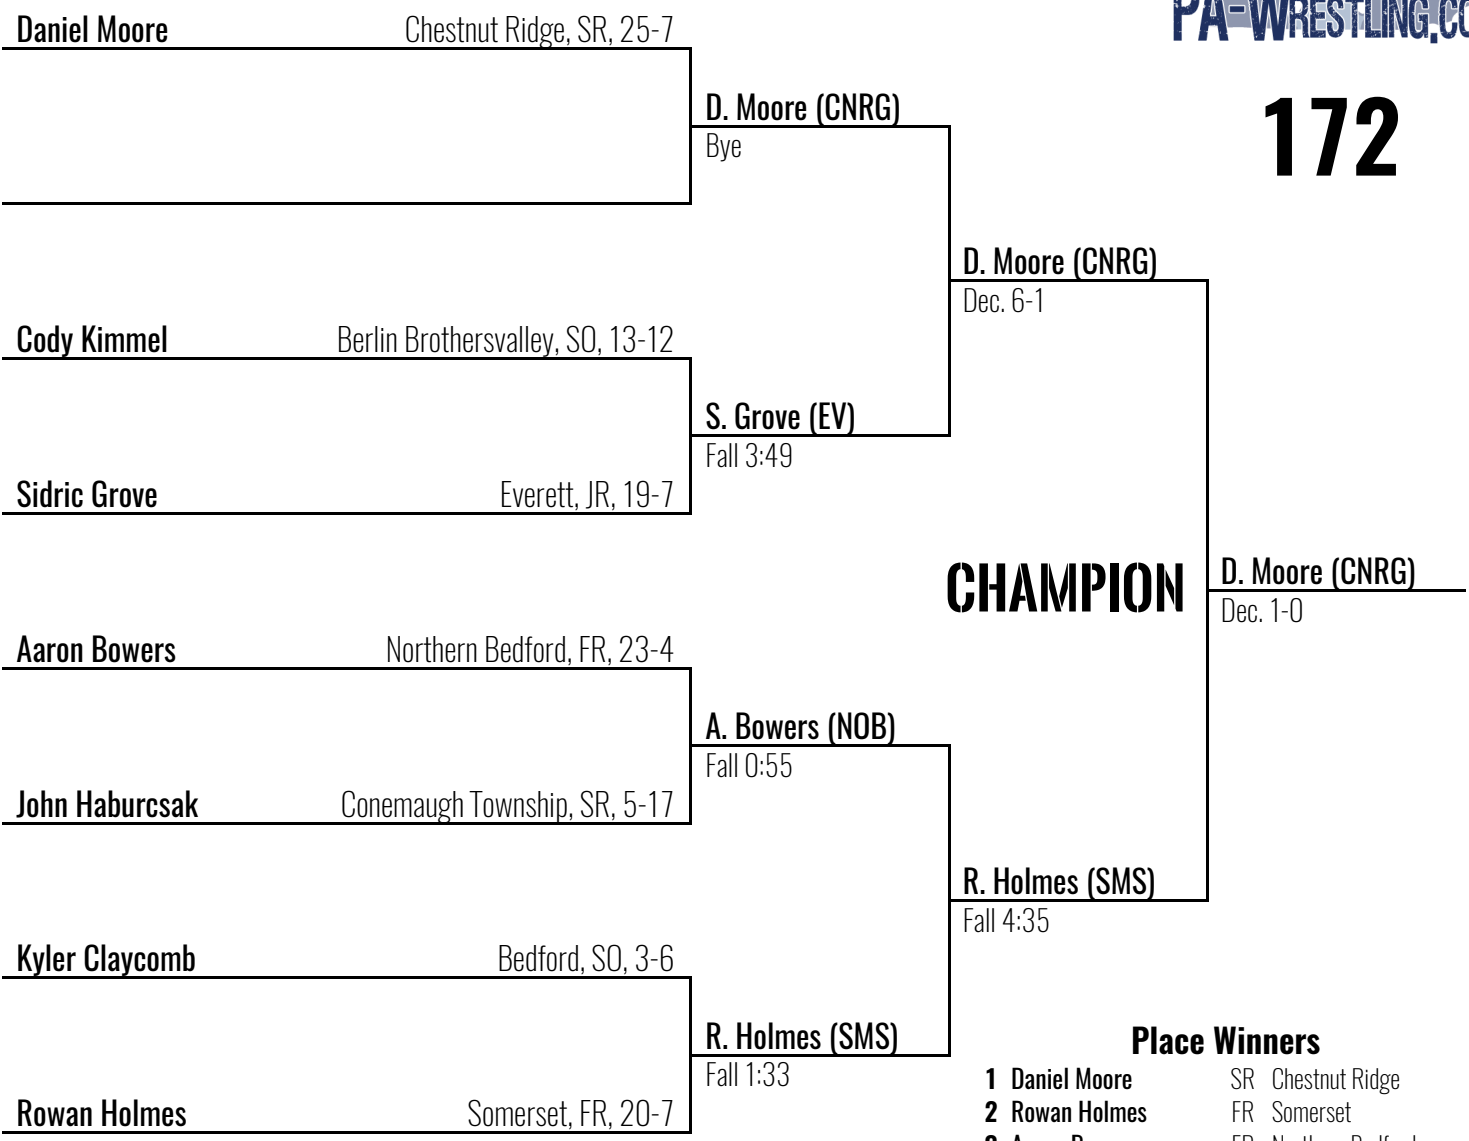 PA-WRESTLING.CO
172
Daniel Moore Chestnut Ridge, SR, 25-7
D. Moore (CNRG)
Bye
D. Moore (CNRG)
Dec. 6-1
Cody Kimmel Berlin Brothersvalley, SO, 13-12
S. Grove (EV)
Fall 3:49
Sidric Grove Everett, JR, 19-7
CHAMPION
D. Moore (CNRG)
Dec. 1-0
Aaron Bowers Northern Bedford, FR, 23-4
A. Bowers (NOB)
Fall 0:55
John Haburcsak Conemaugh Township, SR, 5-17
R. Holmes (SMS)
Fall 4:35
Kyler Claycomb Bedford, SO, 3-6
R. Holmes (SMS)
Fall 1:33
Rowan Holmes Somerset, FR, 20-7
Place Winners
1 Daniel Moore SR Chestnut Ridge
2 Rowan Holmes FR Somerset